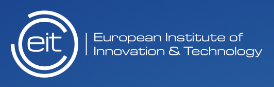 eit
European Institute of
Innovation & Technology